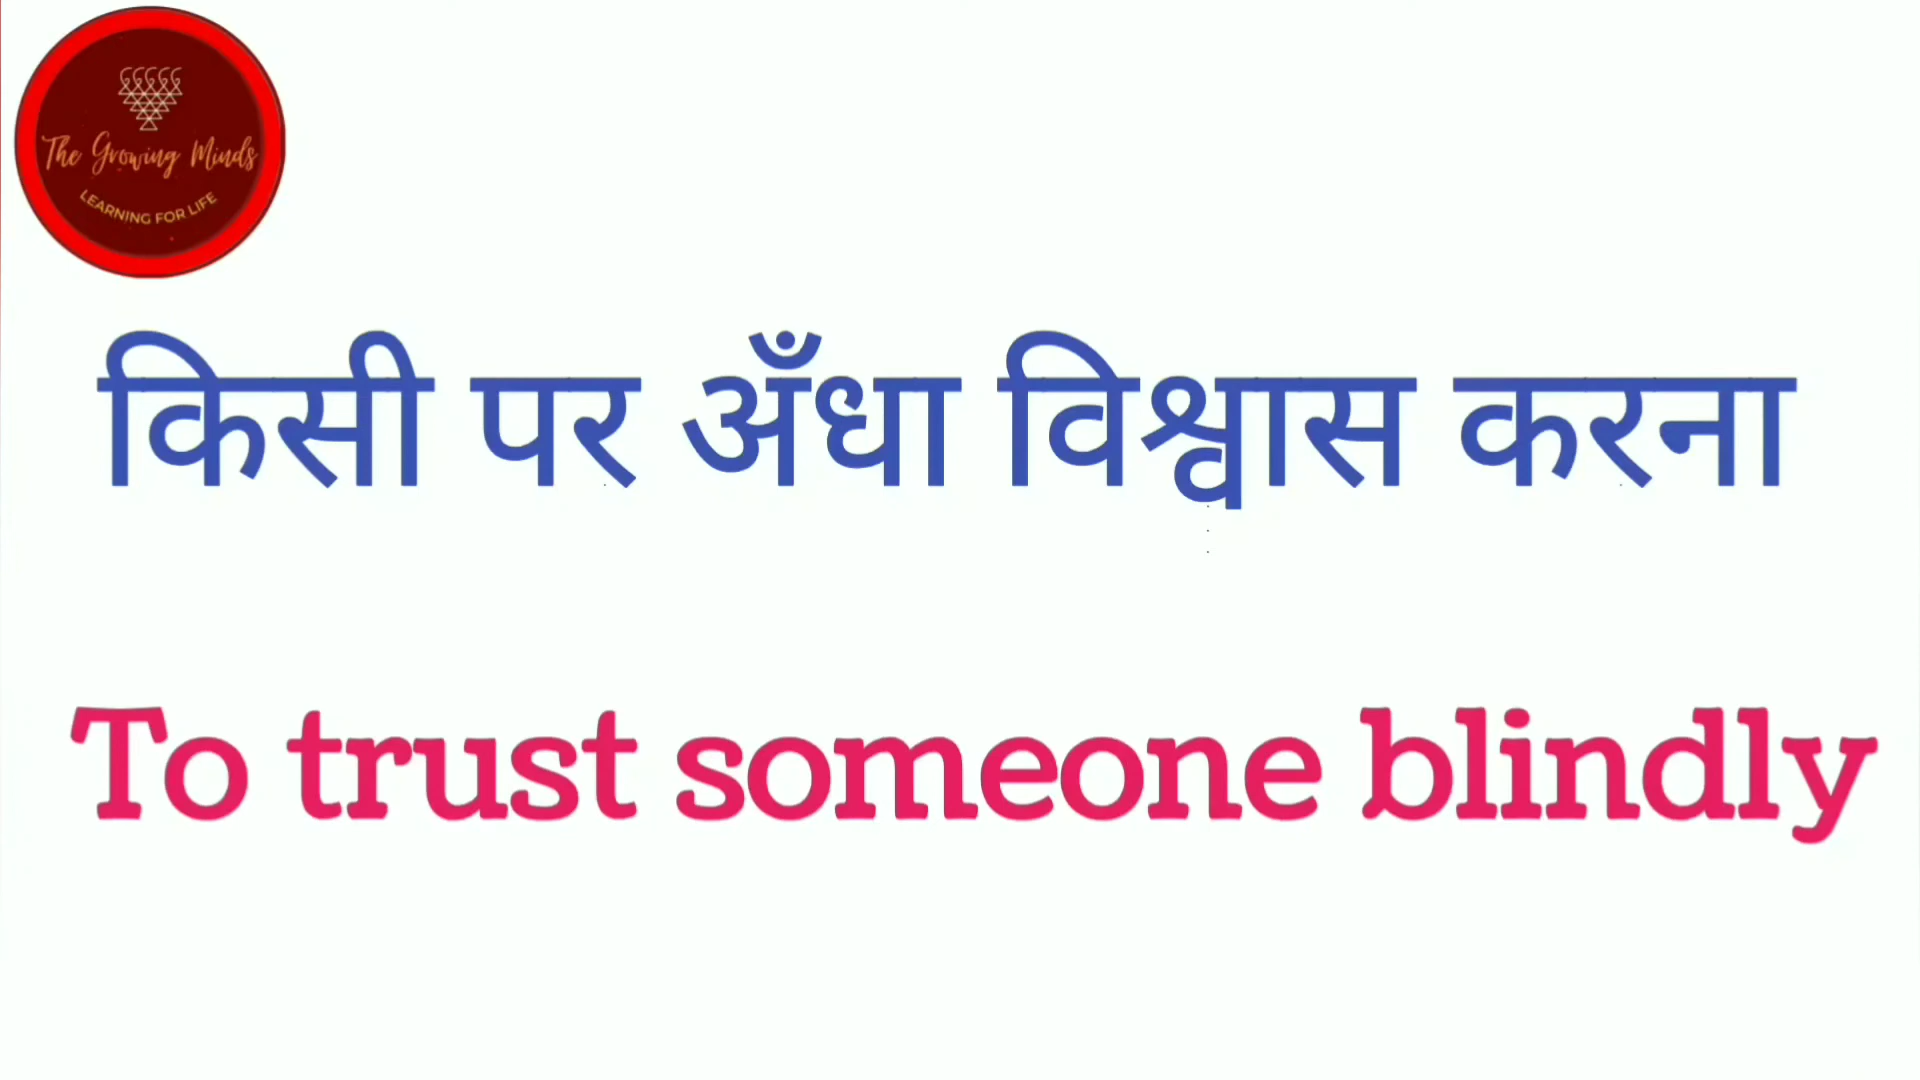 The Growing Minds
LEARNING FOR LIFE
किसी पर अँधा विश्वास करना
To trust someone blindly